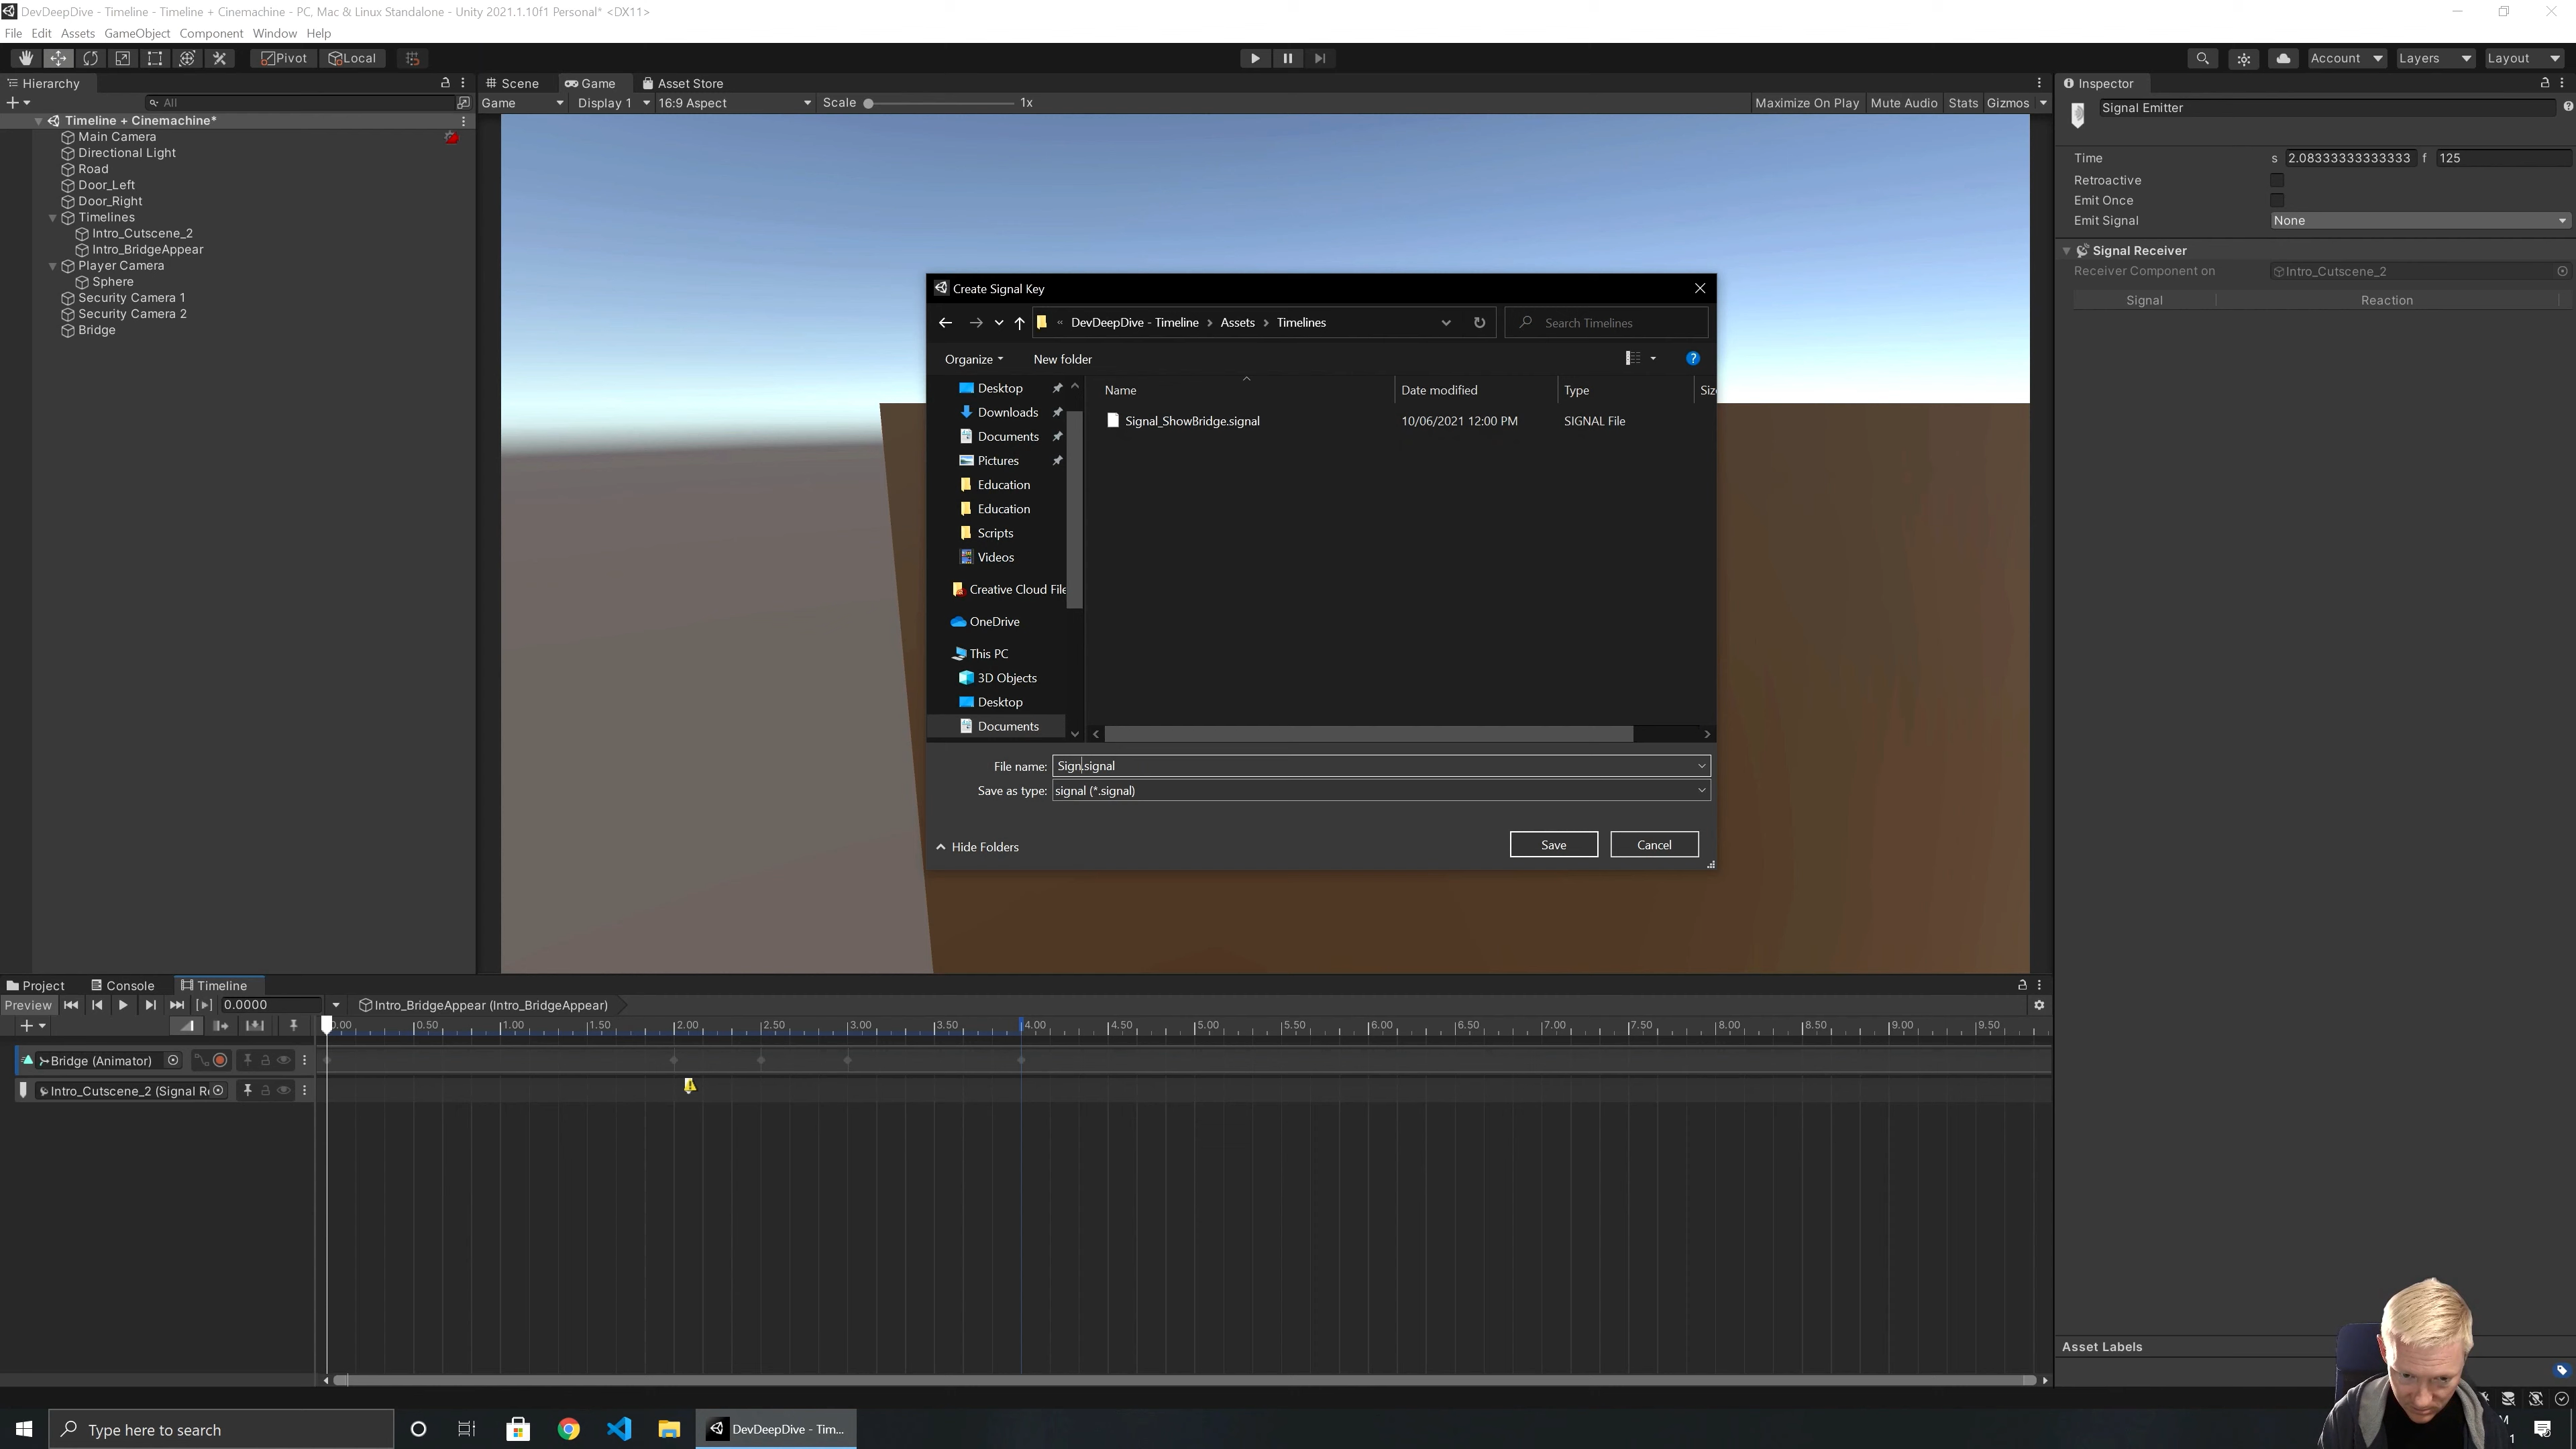 DevDeepDive - Timeline - Timeline + Cinemachine - PC, Mac & Linux Standalone - Unity 2021.1.10f1 Personal* <DX11>
File Edit Assets GameObject Component Window Help
Pivot Local Account Layers Layout
Hierarchy
All
Timeline + Cinemachine*
Main Camera
Directional Light
Road
Door_Left
Door_Right
Timelines
Intro_Cutscene_2
Intro_BridgeAppear
Player Camera
Sphere
Security Camera 1
Security Camera 2
Bridge
Scene Game Asset Store
Game Display 1 16:9 Aspect Scale 1x Maximize On Play Mute Audio Stats Gizmos
Create Signal Key
« DevDeepDive - Timeline > Assets > Timelines
Search Timelines
Organize New folder
Desktop
Downloads
Documents
Pictures
Education
Education
Scripts
Videos
Creative Cloud File
OneDrive
This PC
3D Objects
Desktop
Documents
Name Date modified Type Siz
Signal_ShowBridge.signal 10/06/2021 12:00 PM SIGNAL File
File name: Sign.signal
Save as type: signal (*.signal)
Hide Folders Save Cancel
Inspector
Signal Emitter
Time s 2.08333333333333 f 125
Retroactive
Emit Once
Emit Signal None
Signal Receiver
Receiver Component on Intro_Cutscene_2
Signal Reaction
Asset Labels
Project Console Timeline
Preview 0.0000 Intro_BridgeAppear (Intro_BridgeAppear)
0.00 0.50 1.00 1.50 2.00 2.50 3.00 3.50 4.00 4.50 5.00 5.50 6.00 6.50 7.00 7.50 8.00 8.50 9.00 9.50
Bridge (Animator)
Intro_Cutscene_2 (Signal R
Type here to search
DevDeepDive - Tim...